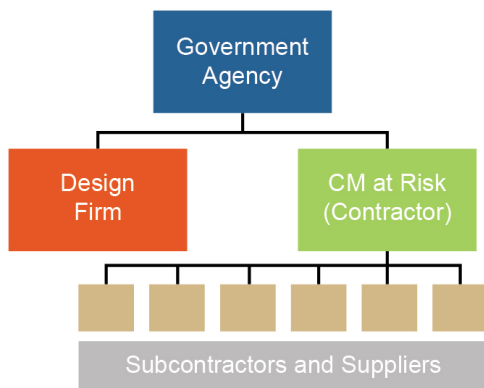 Government
Agency
Design
Firm
CM at Risk
(Contractor)
Subcontractors and Suppliers